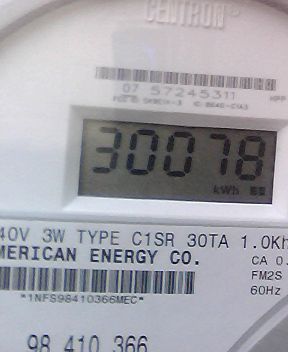 CENTRON
07 57245311
30078
kWh
40V 3W TYPE C1SR 30TA 1.0Kh
MERICAN ENERGY CO.
CA 0.
FM2S
60Hz
*1NFS98410366MEC*
98 410 366